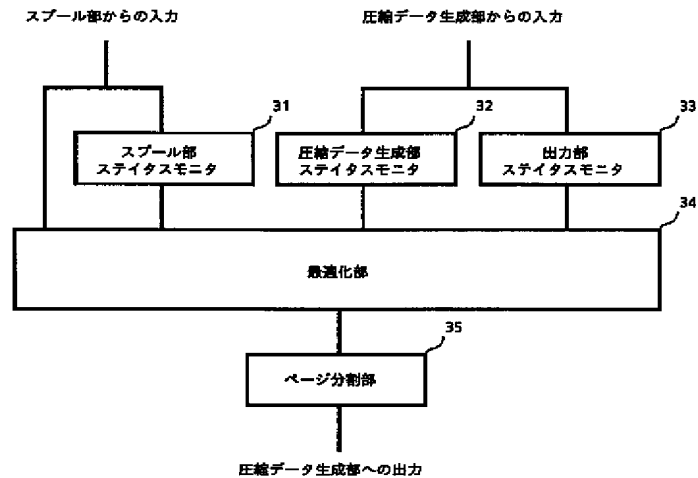 スプール部からの入力
圧縮データ生成部からの入力
31
32
33
スプール部
ステイタスモニタ
圧縮データ生成部
ステイタスモニタ
出力部
ステイタスモニタ
34
最適化部
35
ページ分割部
圧縮データ生成部への出力